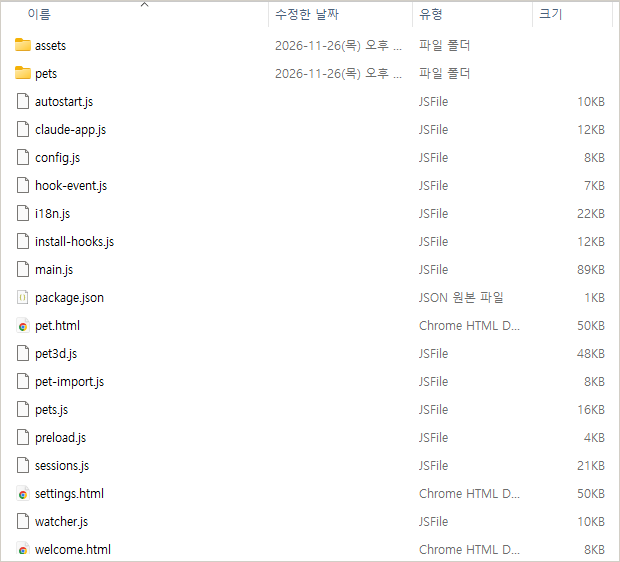 이름 수정한 날짜 유형 크기
assets 2026-11-26(목) 오후 ... 파일 폴더
pets 2026-11-26(목) 오후 ... 파일 폴더
autostart.js JSFile 10KB
claude-app.js JSFile 12KB
config.js JSFile 8KB
hook-event.js JSFile 7KB
i18n.js JSFile 22KB
install-hooks.js JSFile 12KB
main.js JSFile 89KB
package.json JSON 원본 파일 1KB
pet.html Chrome HTML D... 50KB
pet3d.js JSFile 48KB
pet-import.js JSFile 8KB
pets.js JSFile 16KB
preload.js JSFile 4KB
sessions.js JSFile 21KB
settings.html Chrome HTML D... 50KB
watcher.js JSFile 10KB
welcome.html Chrome HTML D... 8KB